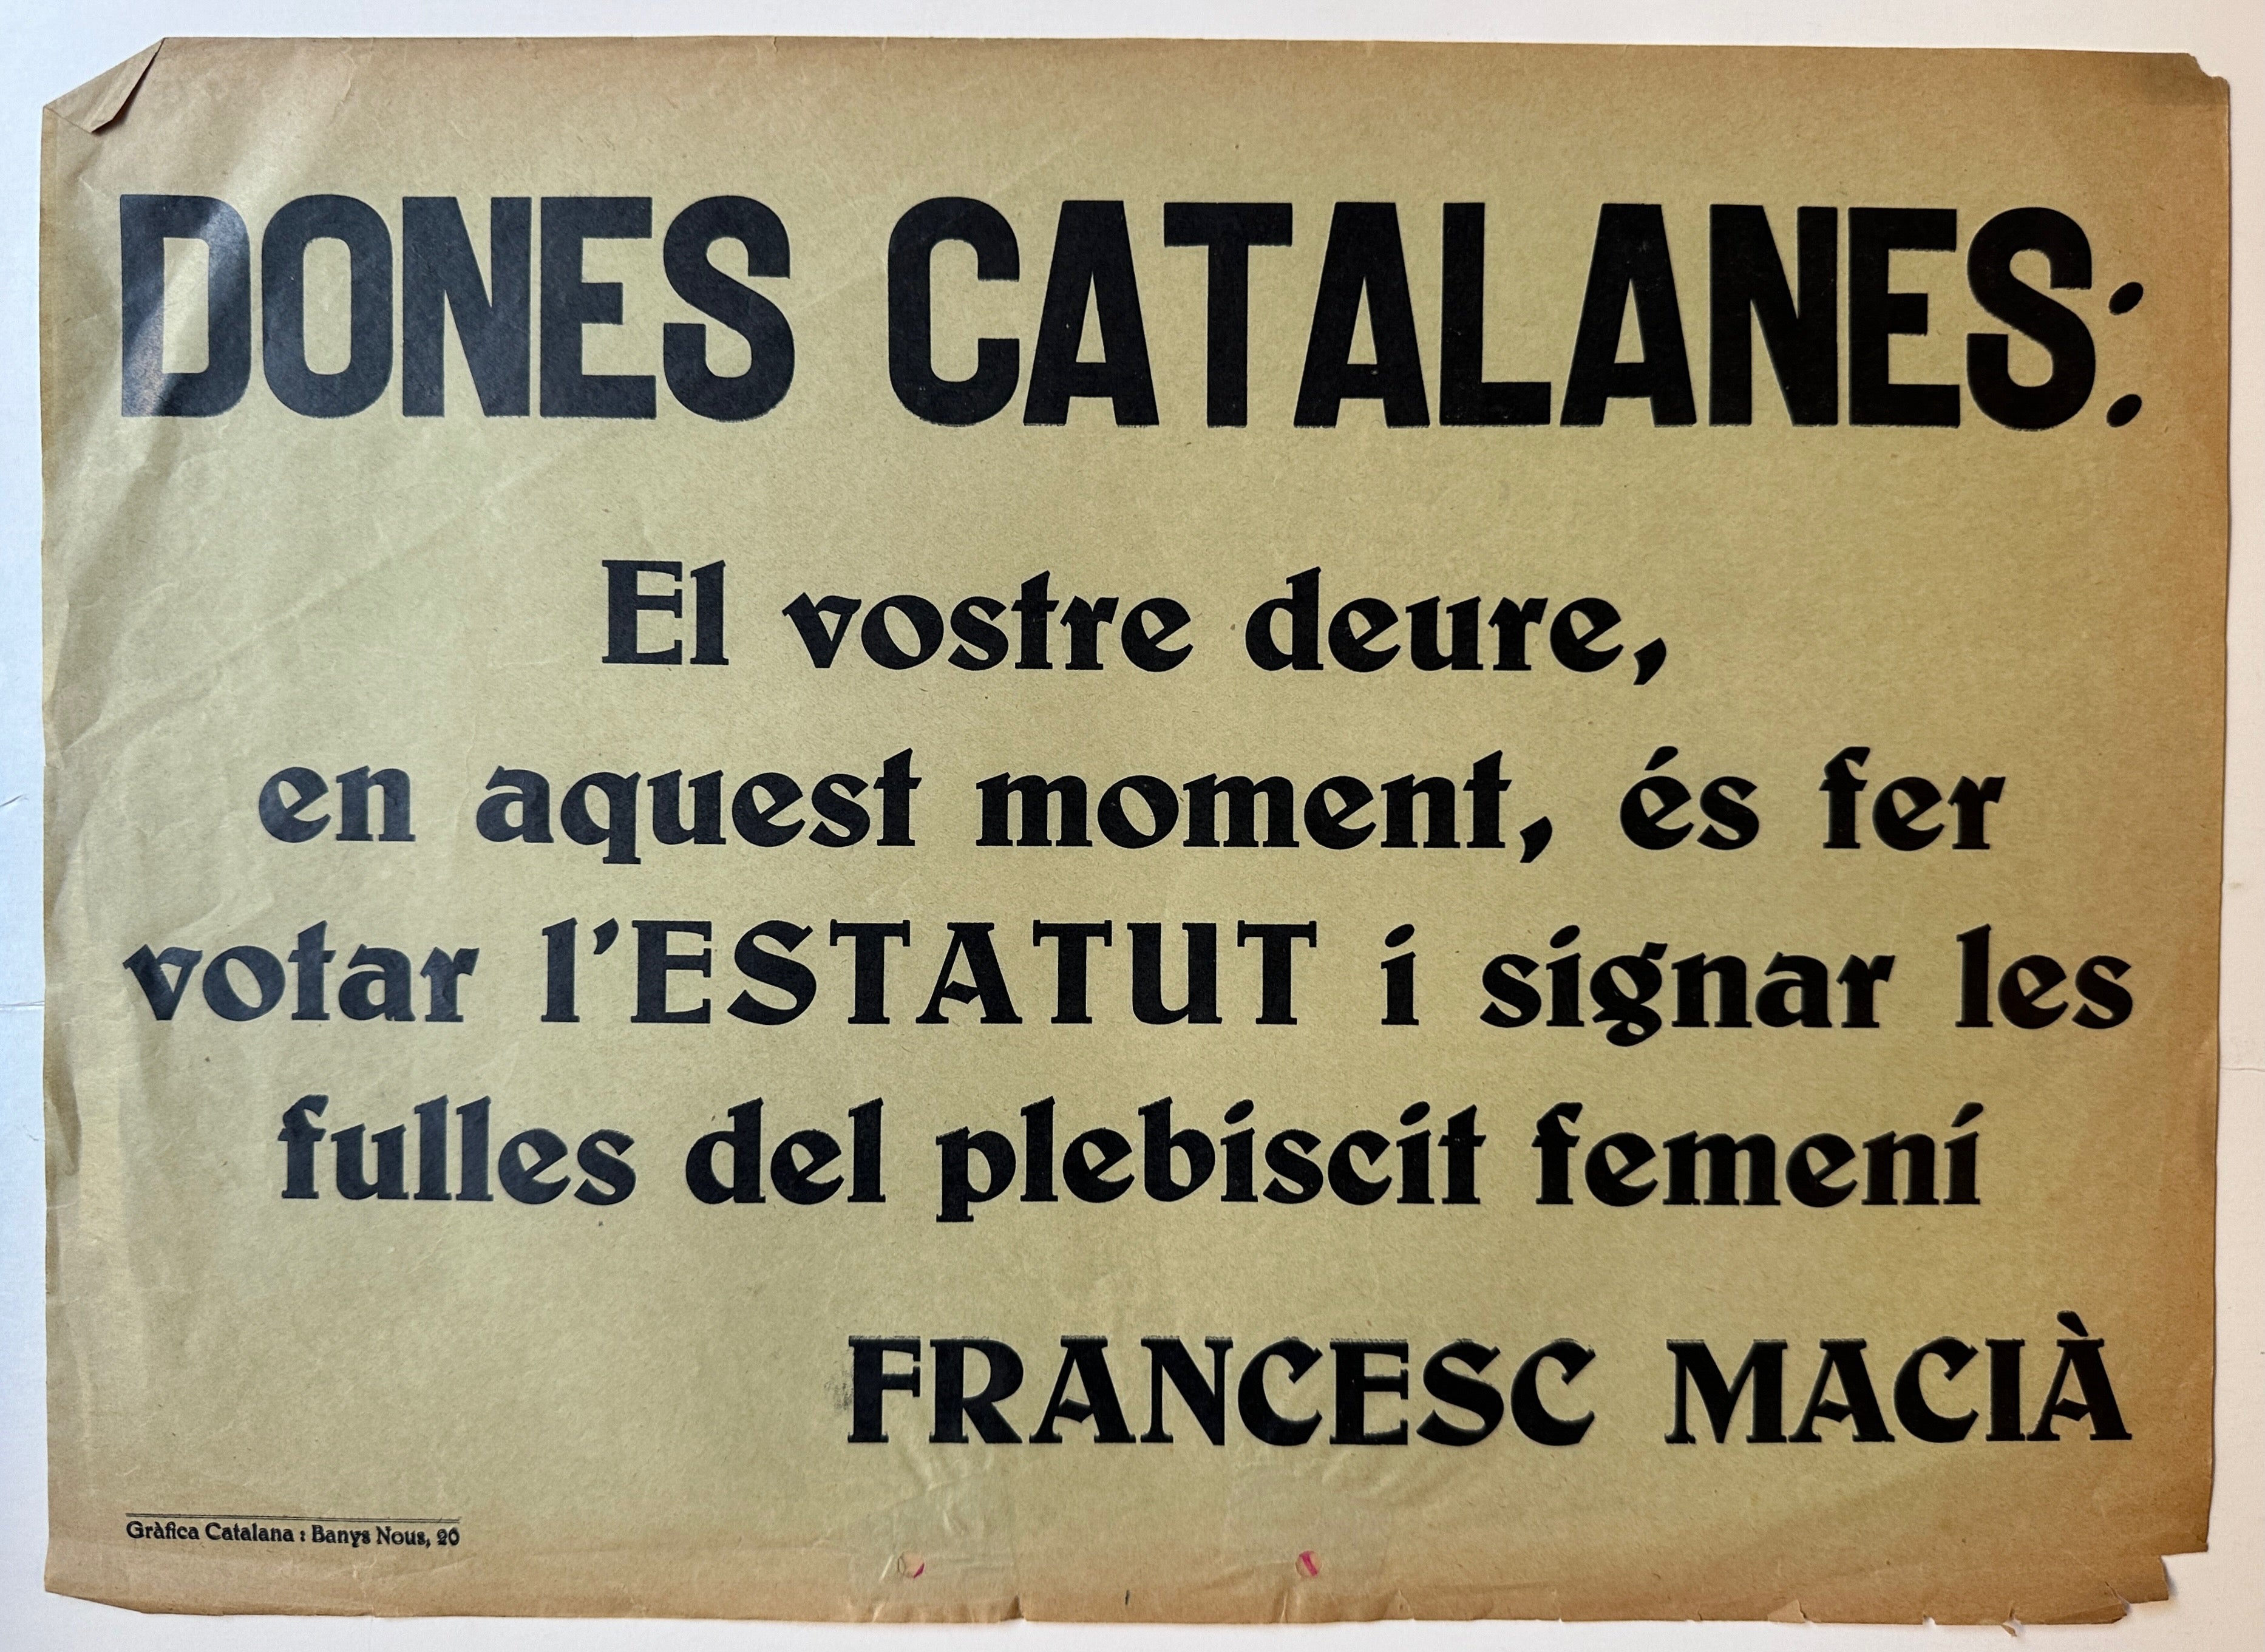 DONES CATALANES:
El vostre deure,
en aquest moment, és fer
votar l'ESTATUT i signar les
fulles del plebiscit femení
FRANCESC MACIÀ
Gràfica Catalana : Banys Nous, 20